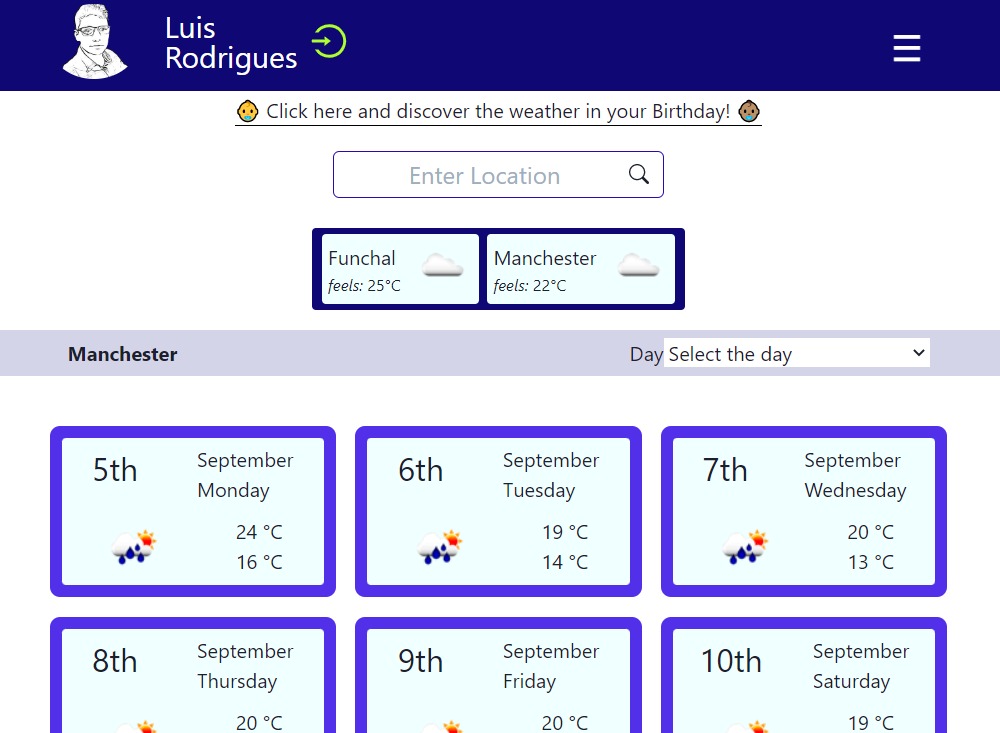 Luis
Rodrigues
Click here and discover the weather in your Birthday!
Enter Location
Funchal
feels: 25°C
Manchester
feels: 22°C
Manchester
Day Select the day
5th
September
Monday
24 °C
16 °C
6th
September
Tuesday
19 °C
14 °C
7th
September
Wednesday
20 °C
13 °C
8th
September
Thursday
20 °C
9th
September
Friday
20 °C
10th
September
Saturday
19 °C